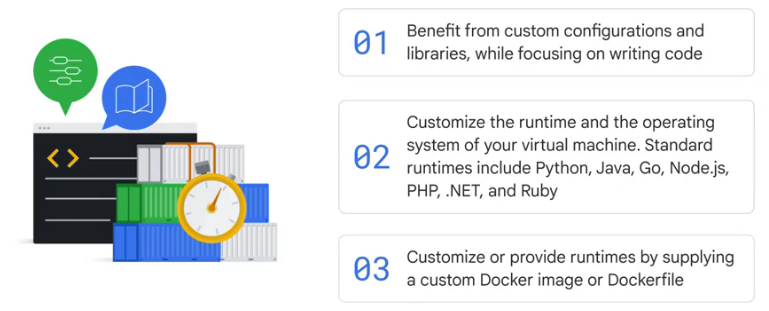 01
Benefit from custom configurations and
libraries, while focusing on writing code
02
Customize the runtime and the operating
system of your virtual machine. Standard
runtimes include Python, Java, Go, Node.js,
PHP, .NET, and Ruby
03
Customize or provide runtimes by supplying
a custom Docker image or Dockerfile